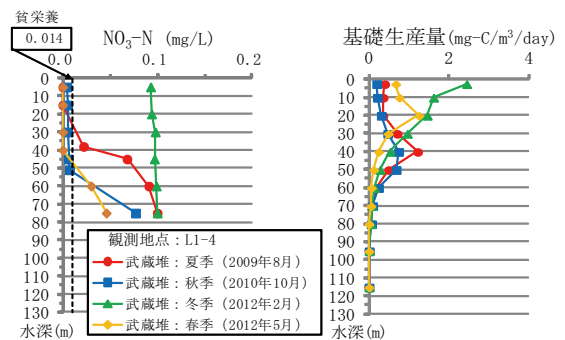 貧栄養
0.014
NO3-N (mg/L)
0.0 0.1 0.2
0
10
20
30
40
50
60
70
80
90
100
110
120
130
水深(m)
観測地点：L1-4
武蔵堆：夏季（2009年8月）
武蔵堆：秋季（2010年10月）
武蔵堆：冬季（2012年2月）
武蔵堆：春季（2012年5月）
基礎生産量(mg-C/m³/day)
0 2 4
0
10
20
30
40
50
60
70
80
90
100
110
120
130
水深(m)